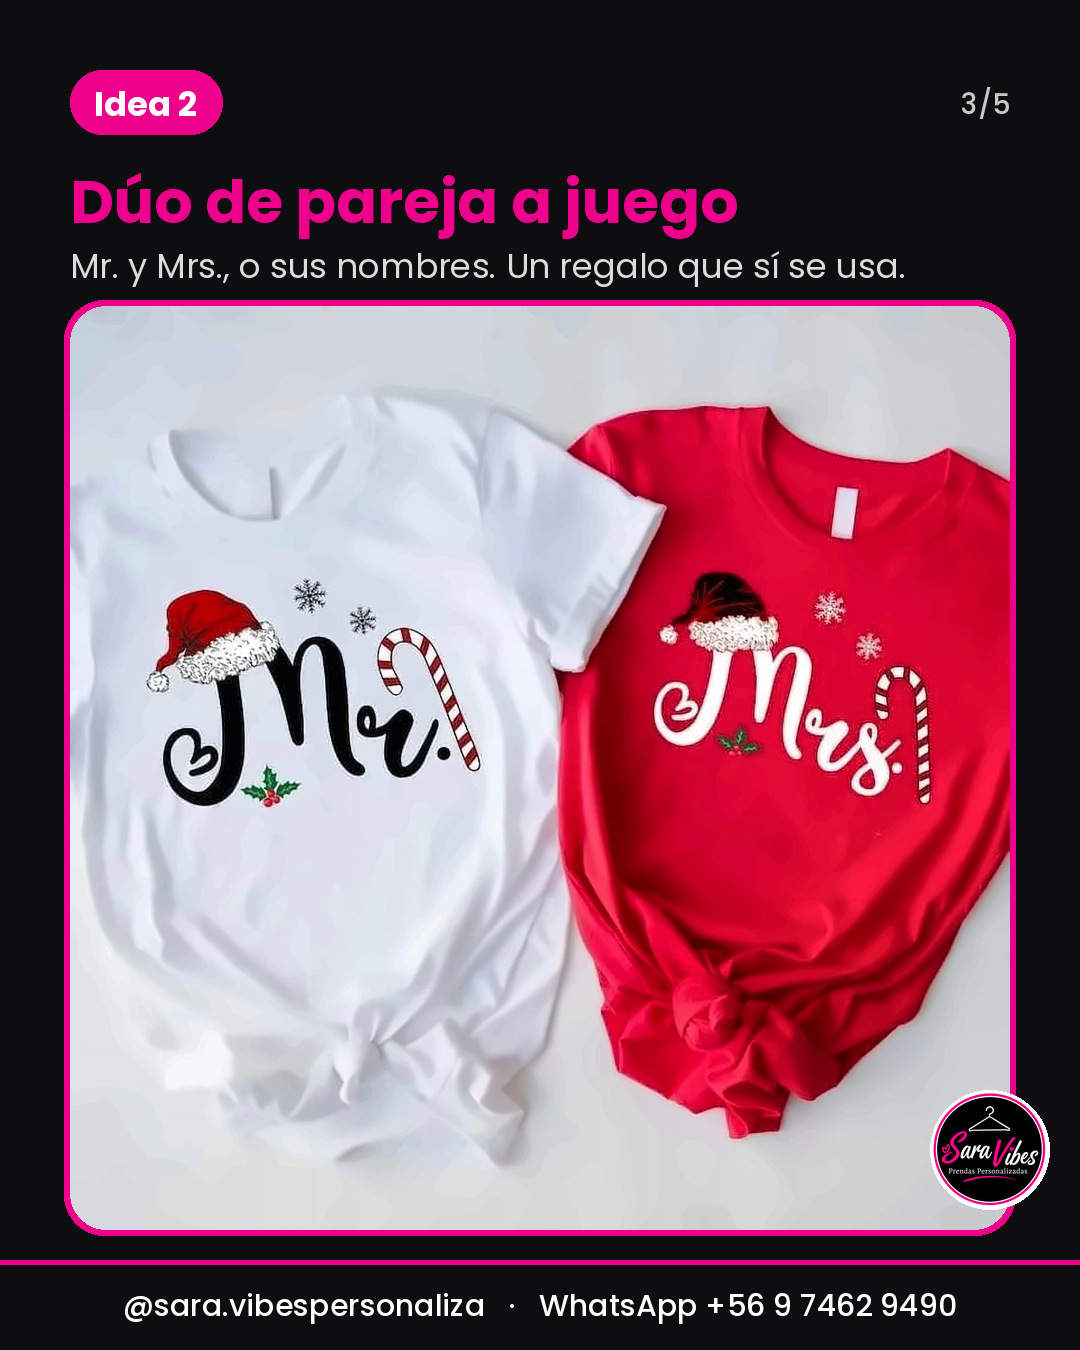 Idea 2
3/5
Dúo de pareja a juego
Mr. y Mrs., o sus nombres. Un regalo que sí se usa.
Mr.
Mrs.
Sara Vibes
Prendas Personalizadas
@sara.vibespersonaliza · WhatsApp +56 9 7462 9490